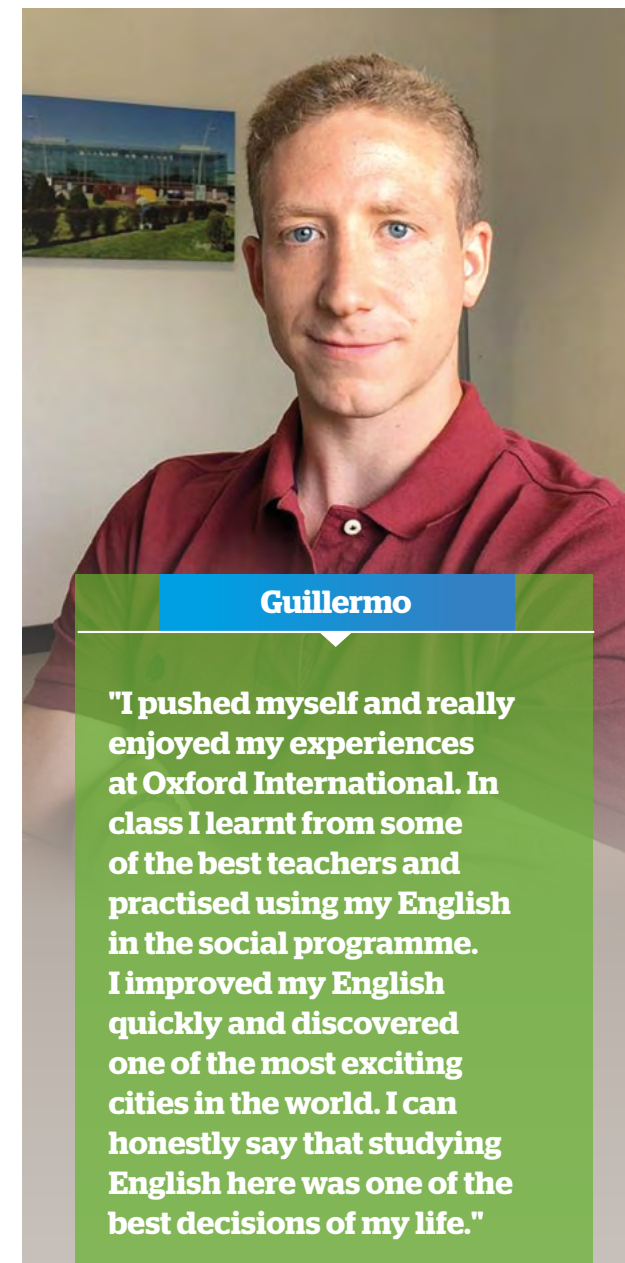 Guillermo
"I pushed myself and really
enjoyed my experiences
at Oxford International. In
class I learnt from some
of the best teachers and
practised using my English
in the social programme.
I improved my English
quickly and discovered
one of the most exciting
cities in the world. I can
honestly say that studying
English here was one of the
best decisions of my life."